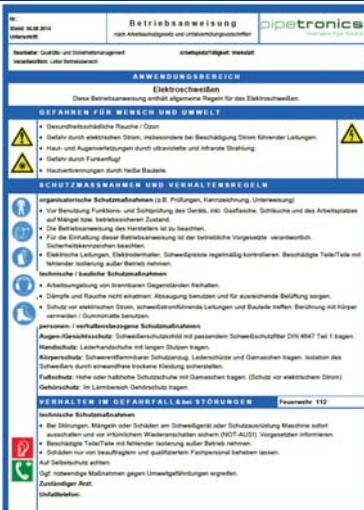 Nr.:
Stand: 06.08.2014
Unterschrift:
Betriebsanweisung
nach Arbeitsschutzgesetz und Unfallverhütungsvorschriften
pipetronics
Bearbeiter: Qualitäts- und Sicherheitsmanagement
Arbeitsplatz/Tätigkeit: Werkstatt
Verantwortlich: Leiter Betriebsbereich
ANWENDUNGSBEREICH
Elektroschweißen
Diese Betriebsanweisung enthält allgemeine Regeln für das Elektroschweißen.
GEFAHREN FÜR MENSCH UND UMWELT
• Gesundheitsschädliche Rauche / Ozon
• Gefahr durch elektrischen Strom, insbesondere bei Beschädigung Strom führender Leitungen.
• Haut- und Augenverletzungen durch ultraviolette und infrarote Strahlung.
• Gefahr durch Funkenflug!
• Hautverbrennungen durch heiße Bauteile.
SCHUTZMASSNAHMEN UND VERHALTENSREGELN
organisatorische Schutzmaßnahmen (z.B. Prüfungen, Kennzeichnung, Unterweisung)
• Vor Benutzung Funktions- und Sichtprüfung des Geräts, inkl. Gasflasche, Schläuche und des Arbeitsplatzes
auf Mängel bzw. betriebssicheren Zustand.
• Die Betriebsanweisung des Herstellers ist zu beachten.
• Für die Einhaltung dieser Betriebsanweisung ist der betriebliche Vorgesetzte verantwortlich.
Sicherheitskennzeichen beachten.
• Elektrische Leitungen, Elektrodenhalter, Schweißpistole regelmäßig kontrollieren. Beschädigte Teile/Teile mit
fehlender Isolierung außer Betrieb nehmen.
technische / bauliche Schutzmaßnahmen
• Arbeitsumgebung von brennbaren Gegenständen freihalten.
• Dämpfe und Rauche nicht einatmen: Absaugung benutzen und für ausreichende Belüftung sorgen.
• Schutz vor elektrischen Strom, schweißstromführende Leitungen und Bauteile treffen: Berührung mit Körper
vermeiden / Gummimatte benutzen.
personen- / verhaltensbezogene Schutzmaßnahmen
Augen-/Gesichtsschutz: Schweißerschutzschild mit passendem Schweißschutzfilter DIN 4647 Teil 1 tragen.
Handschutz: Lederhandschuhe mit langen Stulpen tragen.
Körperschutz: Schwerentflammbarer Schutzanzug, Lederschürze und Gamaschen tragen. Isolation des
Schweißers durch einwandfreie trockene Kleidung sicherstellen.
Fußschutz: Hohe oder halbhohe Schutzschuhe mit Gamaschen tragen. (Schutz vor elektrischem Strom)
Gehörschutz: Im Lärmbereich Gehörschutz tragen.
VERHALTEN IM GEFAHRFALL &bei STÖRUNGEN
Feuerwehr 112
technische Schutzmaßnahmen
• Bei Störungen, Mängeln oder Schäden am Schweißgerät oder Schutzausrüstung Maschine sofort
ausschalten und vor irrtümlichem Wiederanschalten sichern (NOT-AUS!). Vorgesetzten informieren.
• Beschädigte Teile/Teile mit fehlender Isolierung außer Betrieb nehmen.
• Schäden nur von beauftragtem und qualifiziertem Fachpersonal beheben lassen.
Auf Selbstschutz achten.
Ggf. notwendige Maßnahmen gegen Umweltgefährdungen ergreifen.
Zuständiger Arzt:
Unfalltelefon: